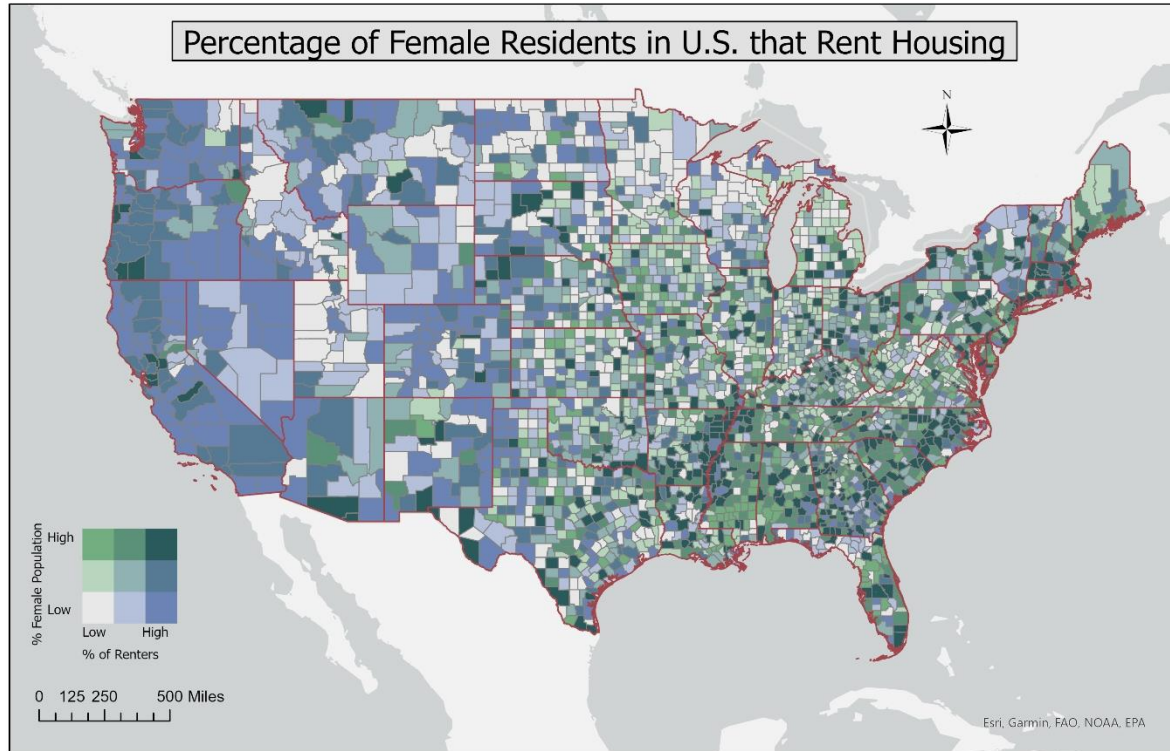 Percentage of Female Residents in U.S. that Rent Housing
N
% Female Population
High
Low
Low High
% of Renters
0 125 250 500 Miles
Esri, Garmin, FAO, NOAA, EPA